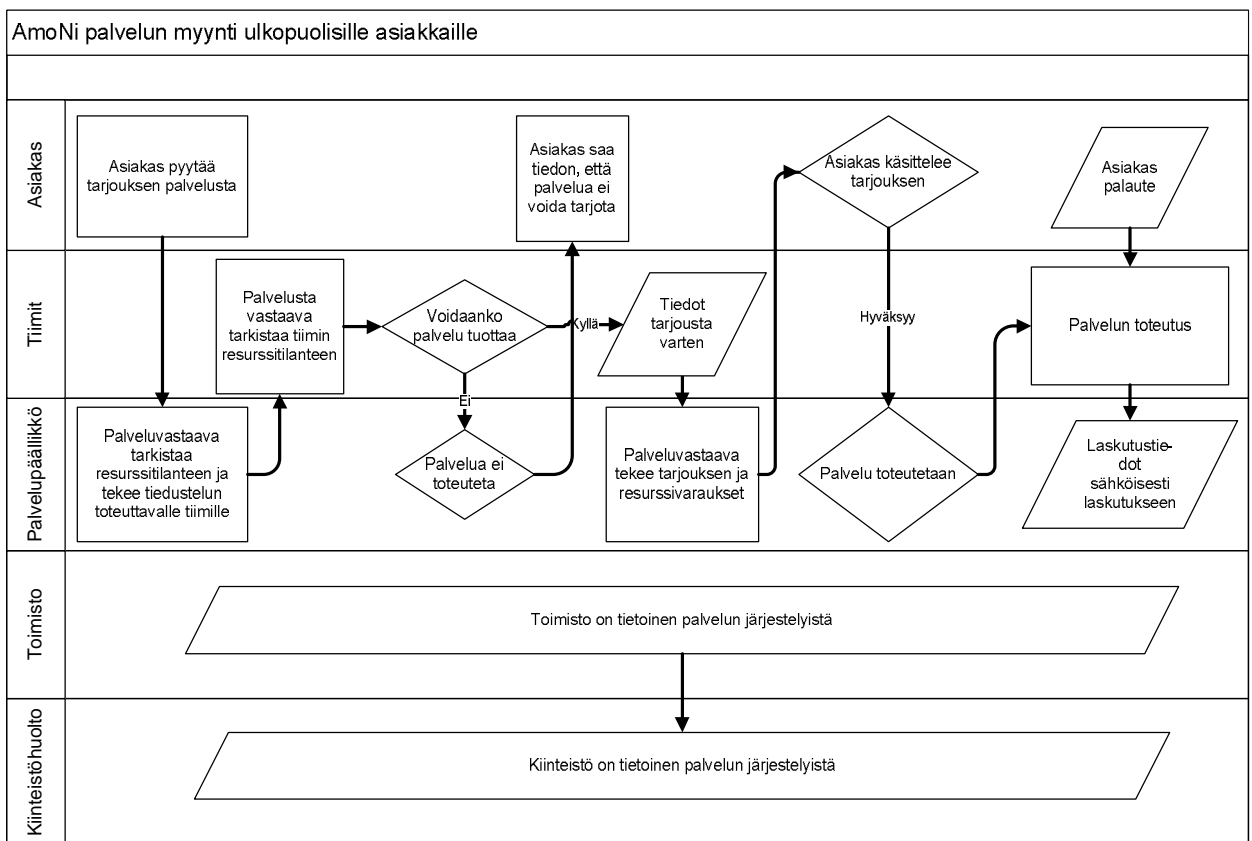 AmoNi palvelun myynti ulkopuolisille asiakkaille
Asiakas
Asiakas pyytää
tarjouksen palvelusta
Asiakas saa
tiedon, että
palvelua ei
voida tarjota
Asiakas käsittelee
tarjouksen
Asiakas
palaute
Tiimit
Palvelusta
vastaava
tarkistaa tiimin
resurssitilanteen
Voidaanko
palvelu tuottaa
Kyllä
Ei
Tiedot
tarjousta
varten
Hyväksyy
Palvelun toteutus
Palvelupäällikkö
Palveluvastaava
tarkistaa
resurssitilanteen ja
tekee tiedustelun
toteuttavalle tiimille
Palvelua ei
toteuteta
Palveluvastaava
tekee tarjouksen ja
resurssivaraukset
Palvelu toteutetaan
Laskutustie-
dot
sähköisesti
laskutukseen
Toimisto
Toimisto on tietoinen palvelun järjestelyistä
Kiinteistöhuolto
Kiinteistö on tietoinen palvelun järjestelyistä